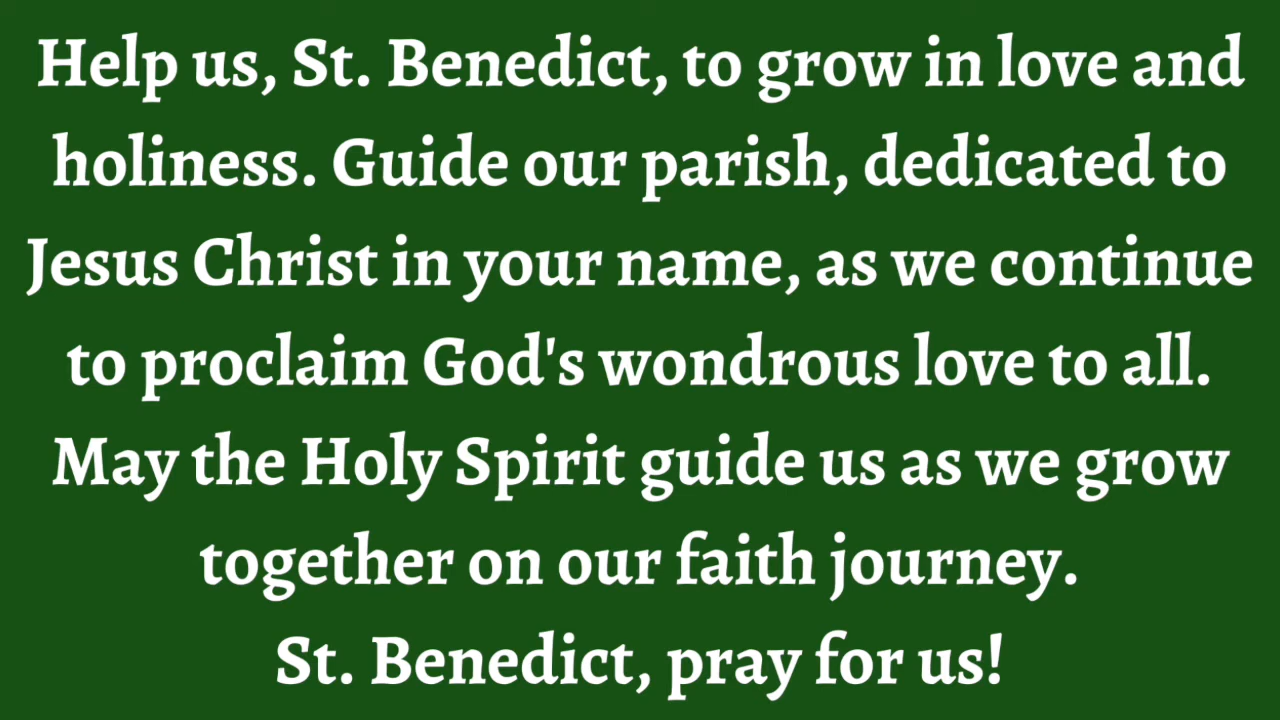 Help us, St. Benedict, to grow in love and
holiness. Guide our parish, dedicated to
Jesus Christ in your name, as we continue
to proclaim God's wondrous love to all.
May the Holy Spirit guide us as we grow
together on our faith journey.
St. Benedict, pray for us!